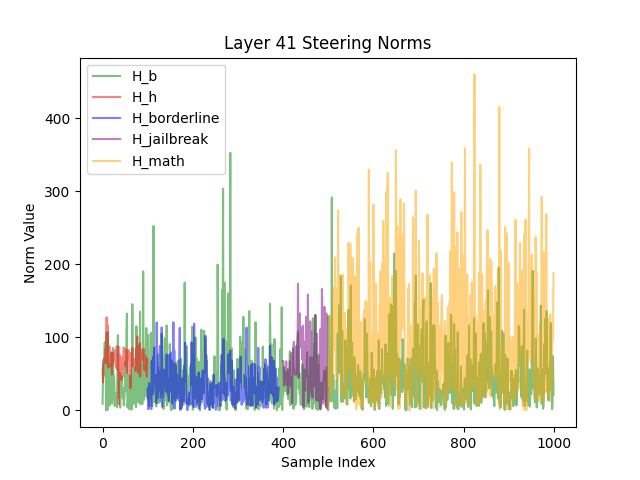 Layer 41 Steering Norms
H_b
H_h
H_borderline
H_jailbreak
H_math
Norm Value
400
300
200
100
0
0 200 400 600 800 1000
Sample Index